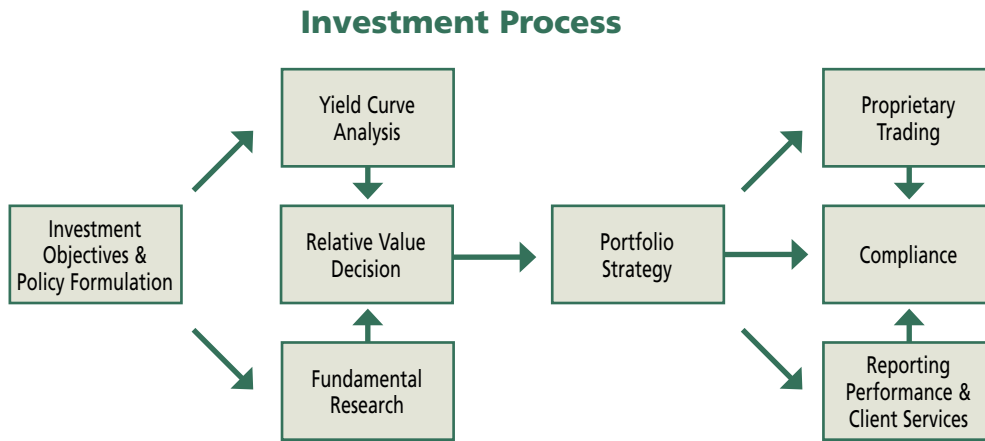 Investment Process
Yield Curve
Analysis
Proprietary
Trading
Investment
Objectives &
Policy Formulation
Relative Value
Decision
Portfolio
Strategy
Compliance
Fundamental
Research
Reporting
Performance &
Client Services